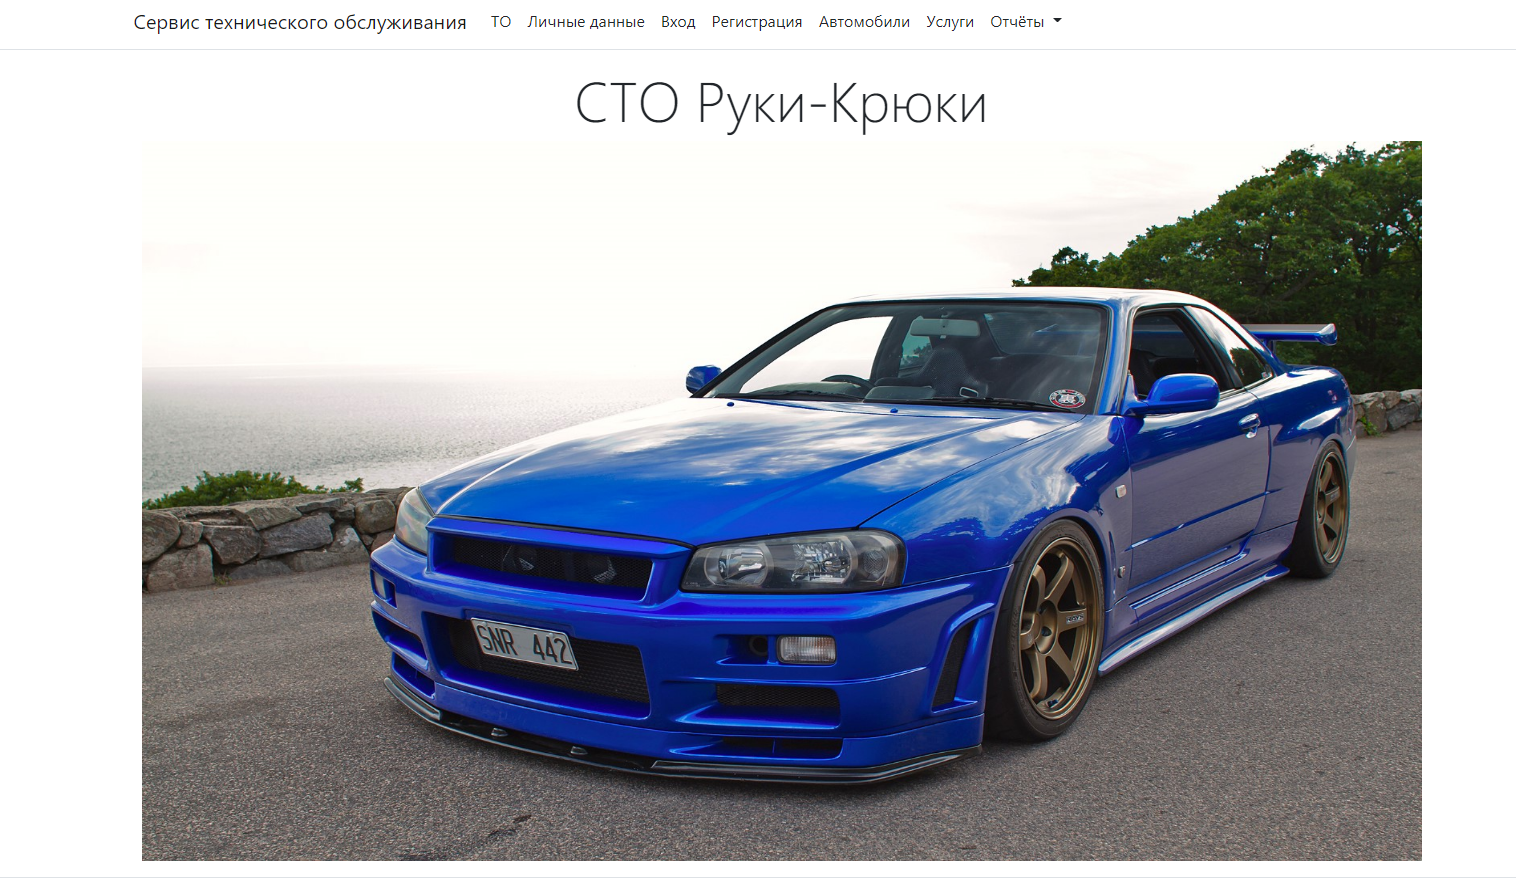 Сервис технического обслуживания ТО Личные данные Вход Регистрация Автомобили Услуги Отчёты
СТО Руки-Крюки
SNR 442